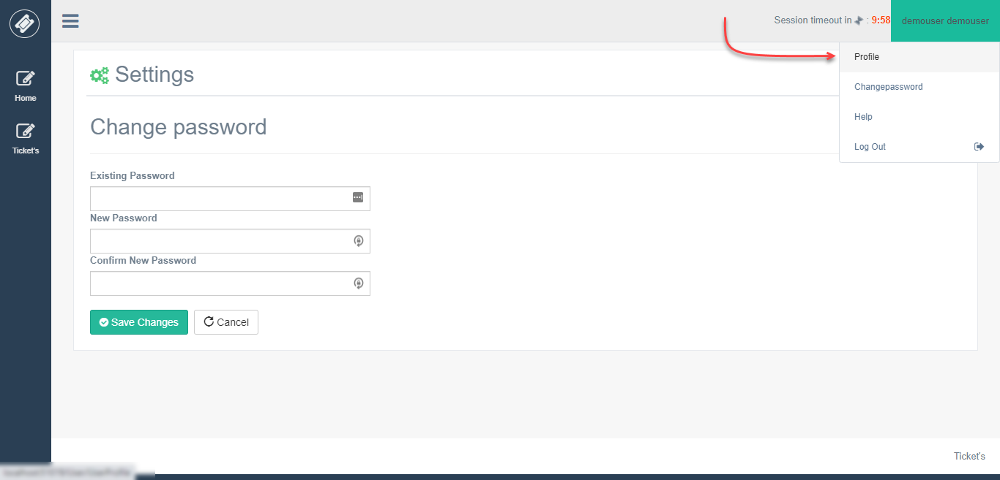 Session timeout in : 9:58
demouser demouser
Profile
Changepassword
Help
Log Out
Home
Ticket's
Settings
Change password
Existing Password
New Password
Confirm New Password
Save Changes
Cancel
Ticket's